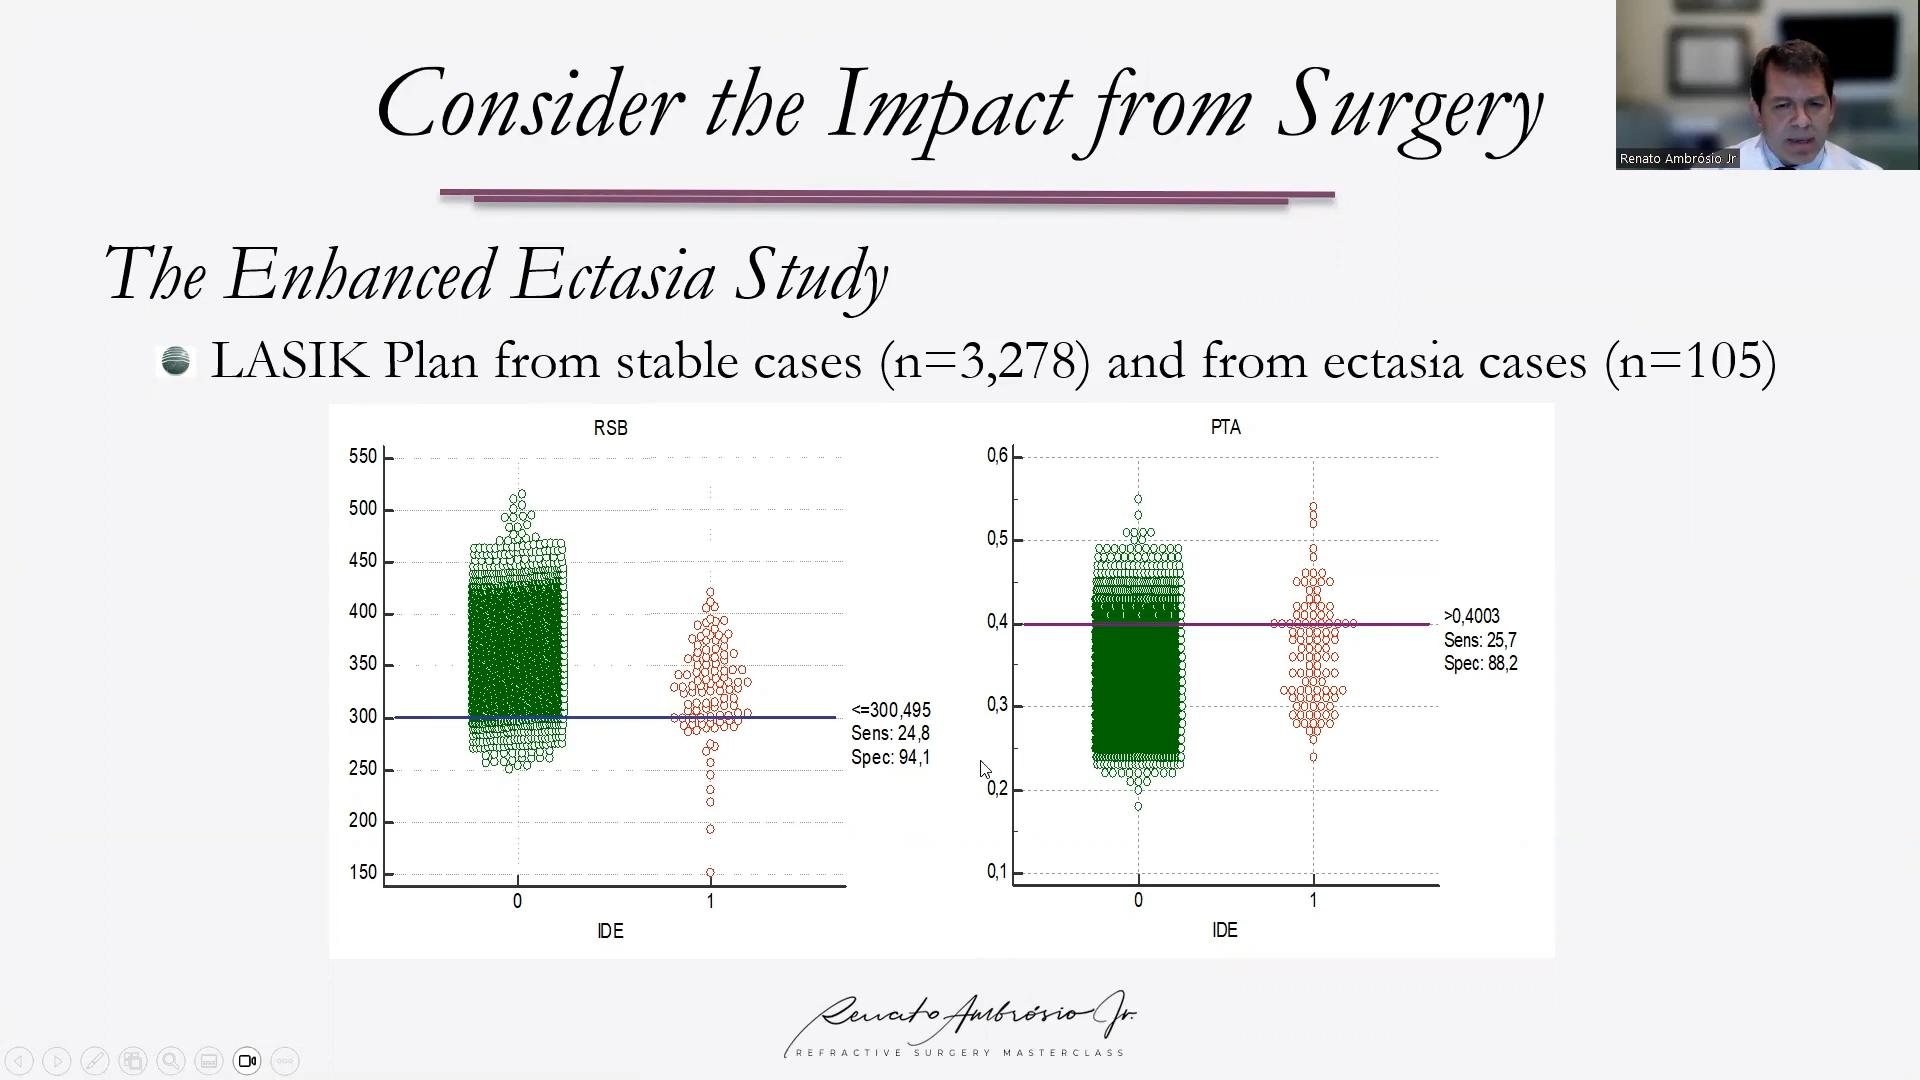 Consider the Impact from Surgery
Renato Ambrósio Jr
The Enhanced Ectasia Study
LASIK Plan from stable cases (n=3,278) and from ectasia cases (n=105)
RSB
550
500
450
400
350
300
250
200
150
<=300,495
Sens: 24,8
Spec: 94,1
0
1
IDE
PTA
0,6
0,5
0,4
0,3
0,2
0,1
>0,4003
Sens: 25,7
Spec: 88,2
0
1
IDE
Renato Ambrósio Jr.
REFRACTIVE SURGERY MASTERCLASS